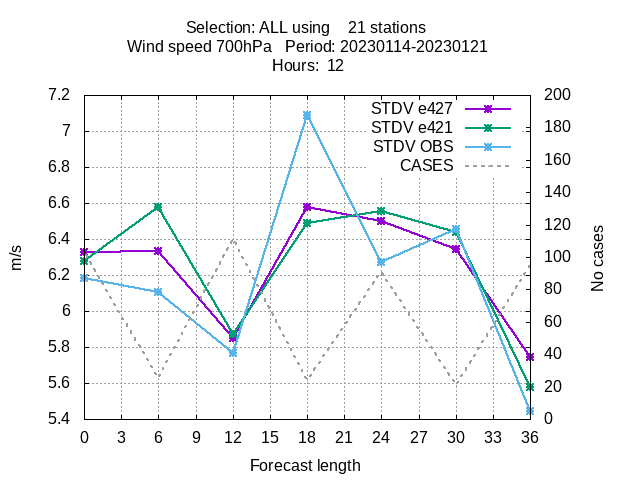 Selection: ALL using    21 stations
Wind speed 700hPa   Period: 20230114-20230121
Hours:  12
STDV e427
STDV e421
STDV OBS
CASES
7.2
7
6.8
6.6
6.4
6.2
6
5.8
5.6
5.4
200
180
160
140
120
100
80
60
40
20
0
m/s
No cases
0 3 6 9 12 15 18 21 24 27 30 33 36
Forecast length